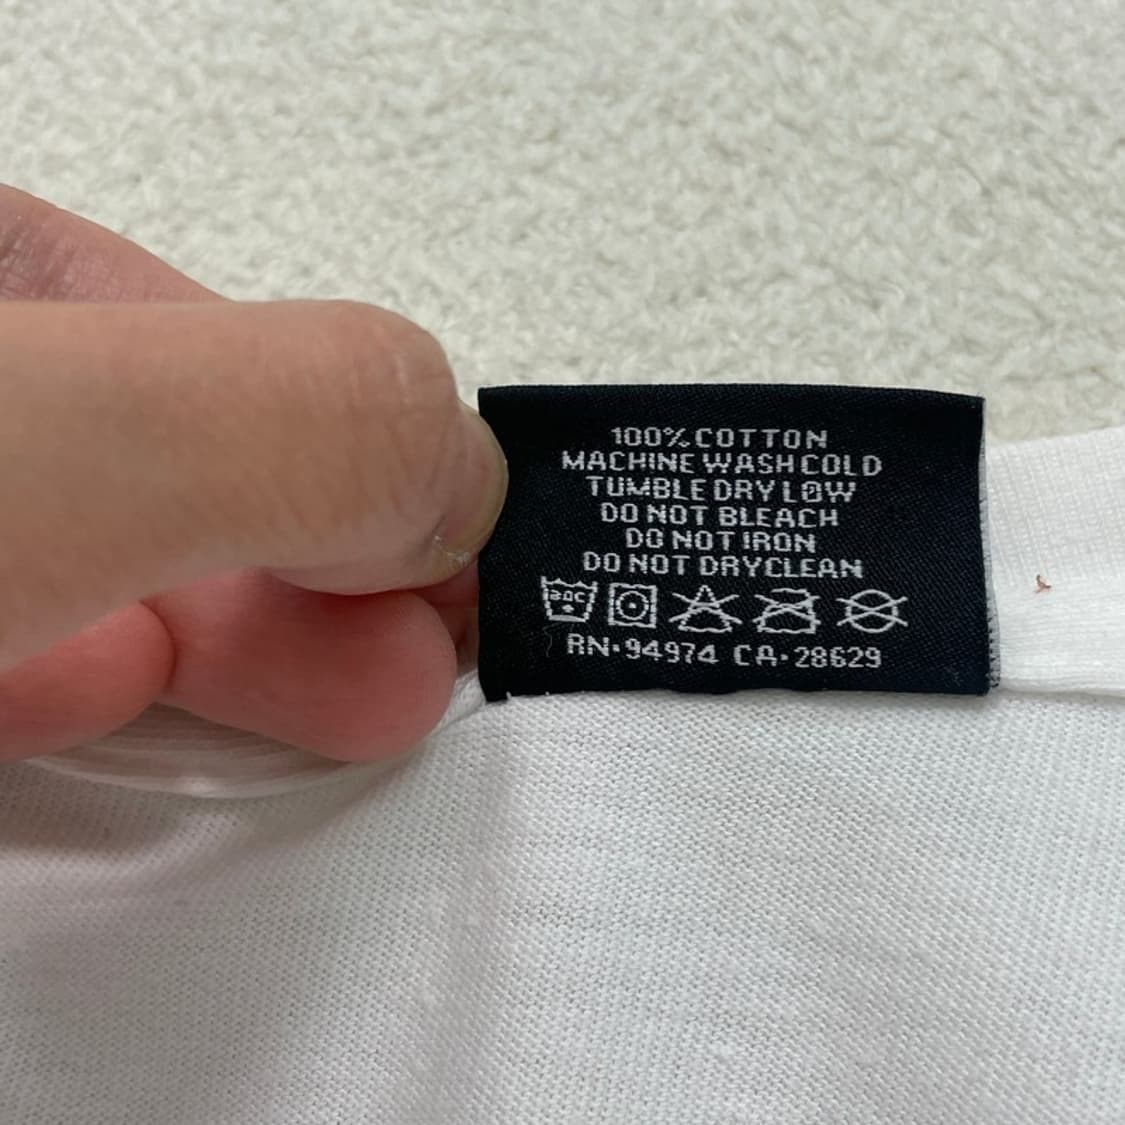 100% COTTON
MACHINE WASH COLD
TUMBLE DRY LOW
DO NOT BLEACH
DO NOT IRON
DO NOT DRYCLEAN
30C
RN•94974 CA•28629